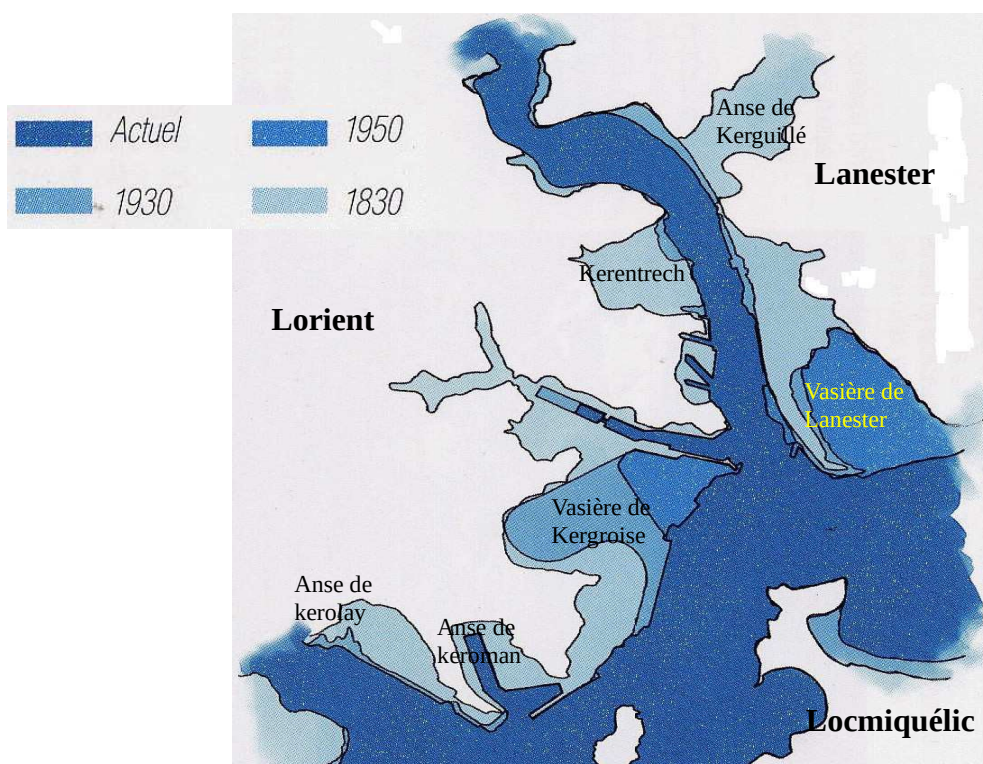 Actuel
1950
1930
1830
Anse de
Kerguillé
Lanester
Kerentrech
Lorient
Vasière de
Lanester
Vasière de
Kergroise
Anse de
kerolay
Anse de
keroman
Locmiquélic